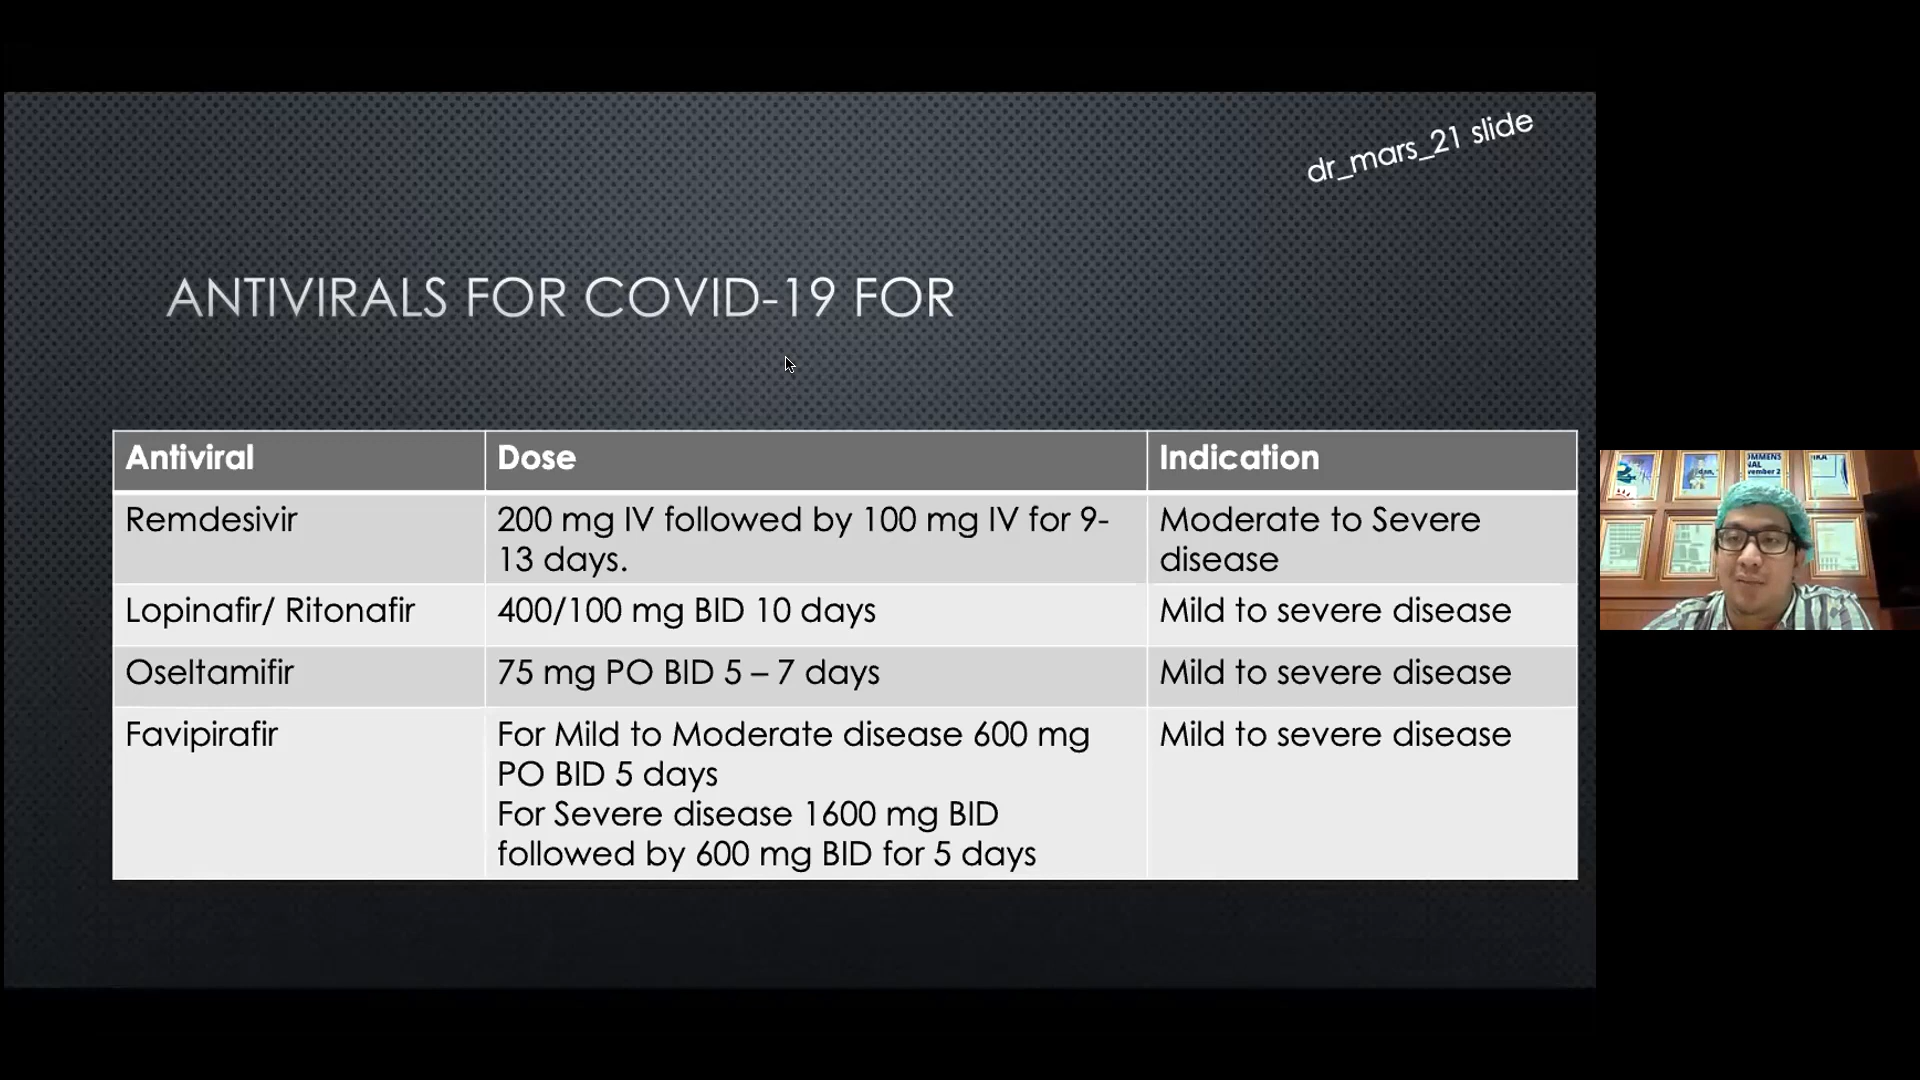 dr_mars_21 slide
ANTIVIRALS FOR COVID-19 FOR
Antiviral Dose Indication
Remdesivir 200 mg IV followed by 100 mg IV for 9- Moderate to Severe
13 days. disease
Lopinafir/ Ritonafir 400/100 mg BID 10 days Mild to severe disease
Oseltamifir 75 mg PO BID 5 – 7 days Mild to severe disease
Favipirafir For Mild to Moderate disease 600 mg Mild to severe disease
PO BID 5 days
For Severe disease 1600 mg BID
followed by 600 mg BID for 5 days